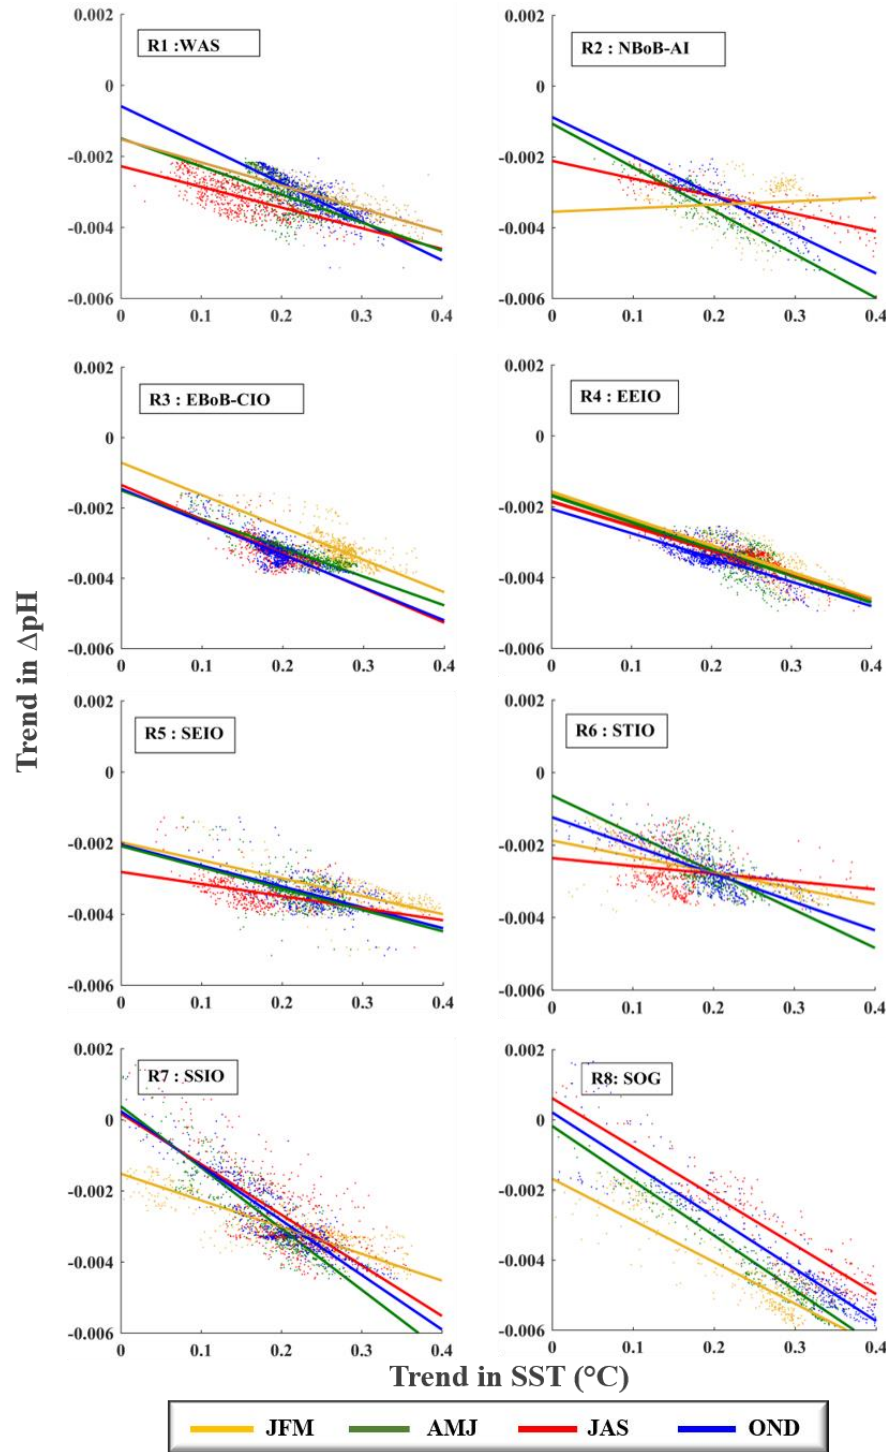 Trend in ΔpH
0.002
0
-0.002
-0.004
-0.006
R1 :WAS
0 0.1 0.2 0.3 0.4
0.002
0
-0.002
-0.004
-0.006
R2 : NBoB-AI
0 0.1 0.2 0.3 0.4
0.002
0
-0.002
-0.004
-0.006
R3 : EBoB-CIO
0 0.1 0.2 0.3 0.4
0.002
0
-0.002
-0.004
-0.006
R4 : EEIO
0 0.1 0.2 0.3 0.4
0.002
0
-0.002
-0.004
-0.006
R5 : SEIO
0 0.1 0.2 0.3 0.4
0.002
0
-0.002
-0.004
-0.006
R6 : STIO
0 0.1 0.2 0.3 0.4
0.002
0
-0.002
-0.004
-0.006
R7 : SSIO
0 0.1 0.2 0.3 0.4
0.002
0
-0.002
-0.004
-0.006
R8: SOG
0 0.1 0.2 0.3 0.4
Trend in SST (°C)
JFM AMJ JAS OND